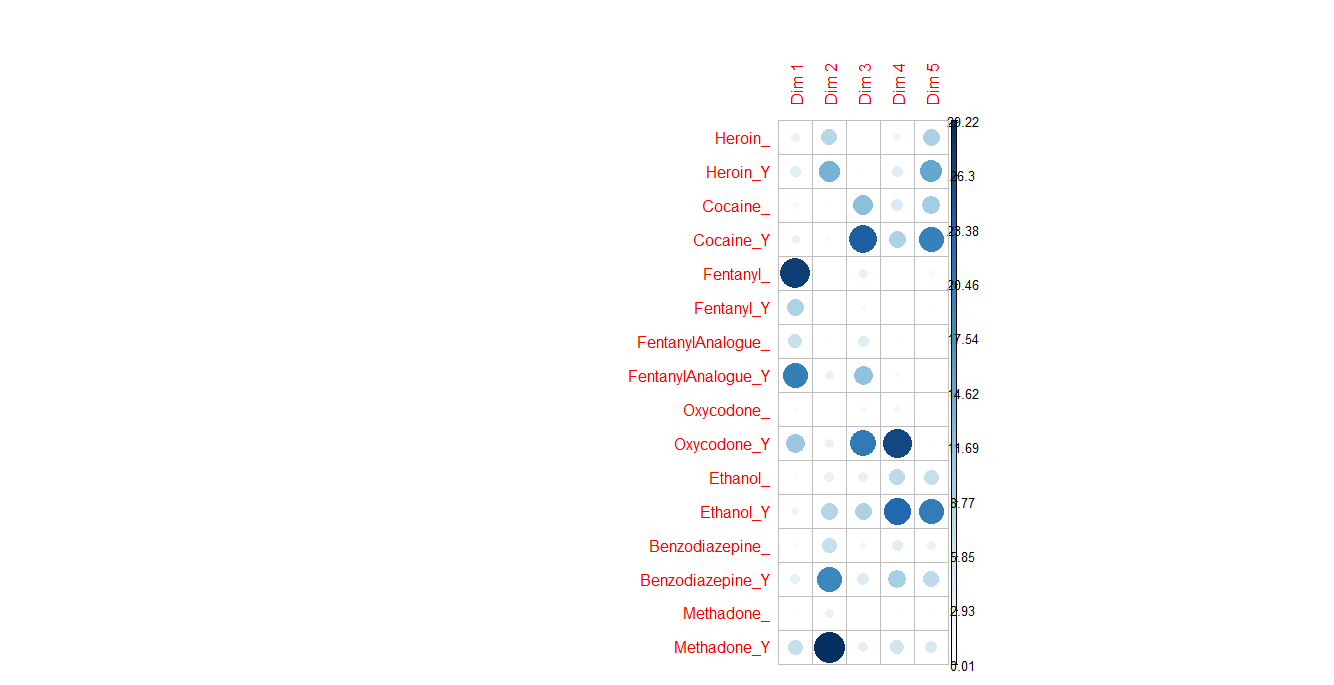 Dim 1 Dim 2 Dim 3 Dim 4 Dim 5
Heroin_
Heroin_Y
Cocaine_
Cocaine_Y
Fentanyl_
Fentanyl_Y
FentanylAnalogue_
FentanylAnalogue_Y
Oxycodone_
Oxycodone_Y
Ethanol_
Ethanol_Y
Benzodiazepine_
Benzodiazepine_Y
Methadone_
Methadone_Y
29.22
26.3
23.38
20.46
17.54
14.62
11.69
8.77
5.85
2.93
0.01